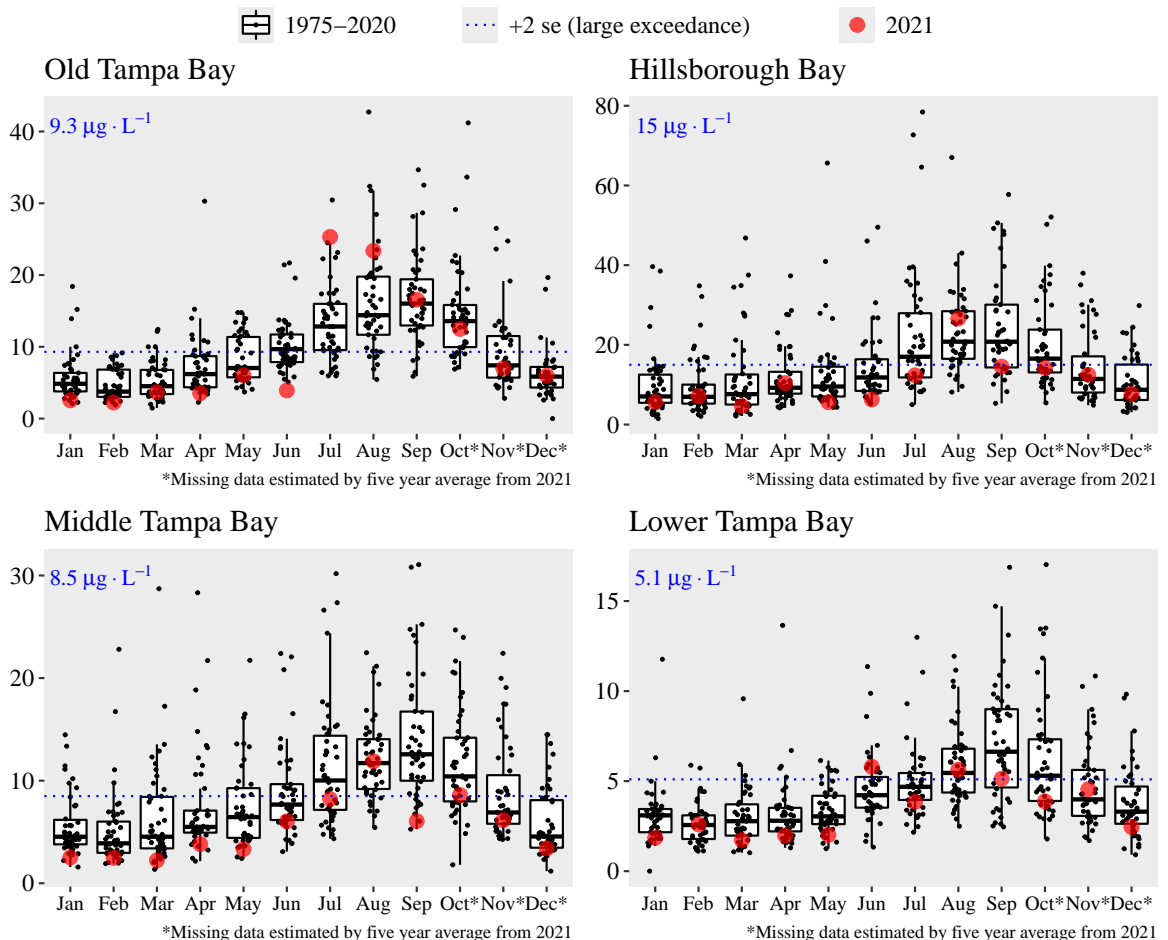 1975−2020 +2 se (large exceedance) 2021
Old Tampa Bay
9.3 μg · L−1
40
30
20
10
0
Jan Feb Mar Apr May Jun Jul Aug Sep Oct* Nov* Dec*
*Missing data estimated by five year average from 2021
Hillsborough Bay
15 μg · L−1
80
60
40
20
0
Jan Feb Mar Apr May Jun Jul Aug Sep Oct* Nov* Dec*
*Missing data estimated by five year average from 2021
Middle Tampa Bay
8.5 μg · L−1
30
20
10
0
Jan Feb Mar Apr May Jun Jul Aug Sep Oct* Nov* Dec*
*Missing data estimated by five year average from 2021
Lower Tampa Bay
5.1 μg · L−1
15
10
5
0
Jan Feb Mar Apr May Jun Jul Aug Sep Oct* Nov* Dec*
*Missing data estimated by five year average from 2021